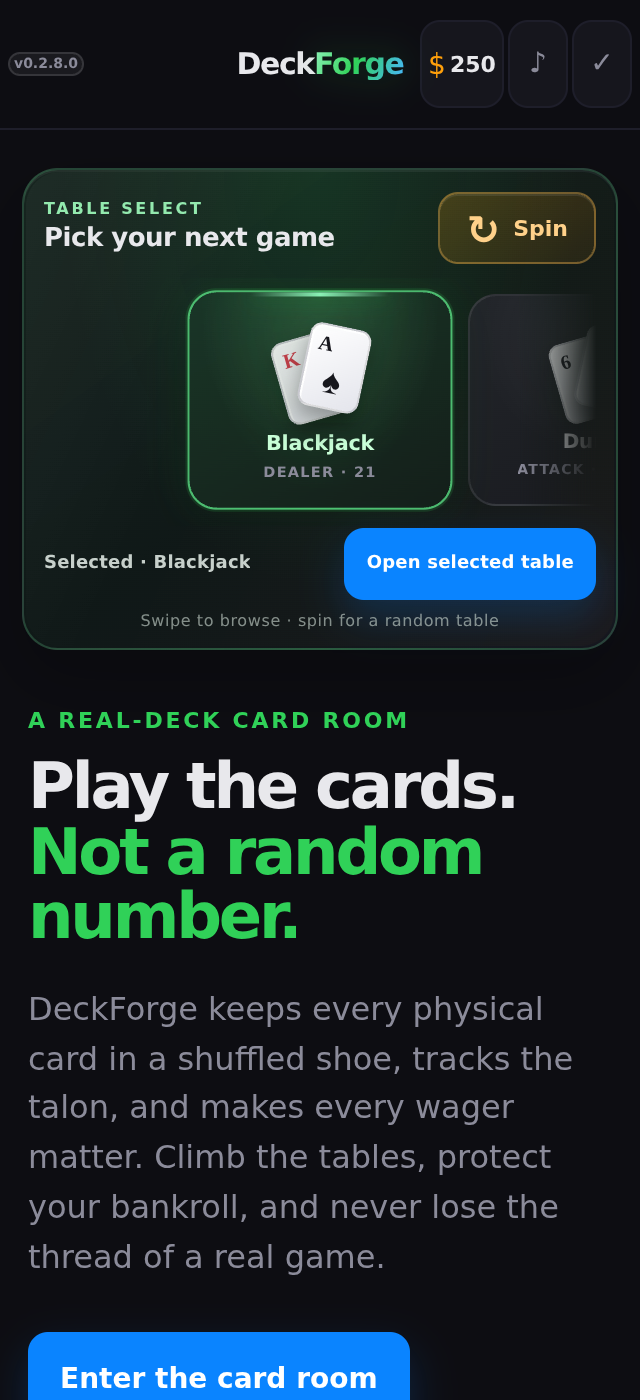 v0.2.8.0
DeckForge
$ 250
♪
✓
TABLE SELECT
Pick your next game
↻ Spin
K
A
♠
Blackjack
DEALER · 21
6
Du
ATTACK
Selected · Blackjack
Open selected table
Swipe to browse · spin for a random table
A REAL-DECK CARD ROOM
Play the cards.
Not a random
number.
DeckForge keeps every physical
card in a shuffled shoe, tracks the
talon, and makes every wager
matter. Climb the tables, protect
your bankroll, and never lose the
thread of a real game.
Enter the card room